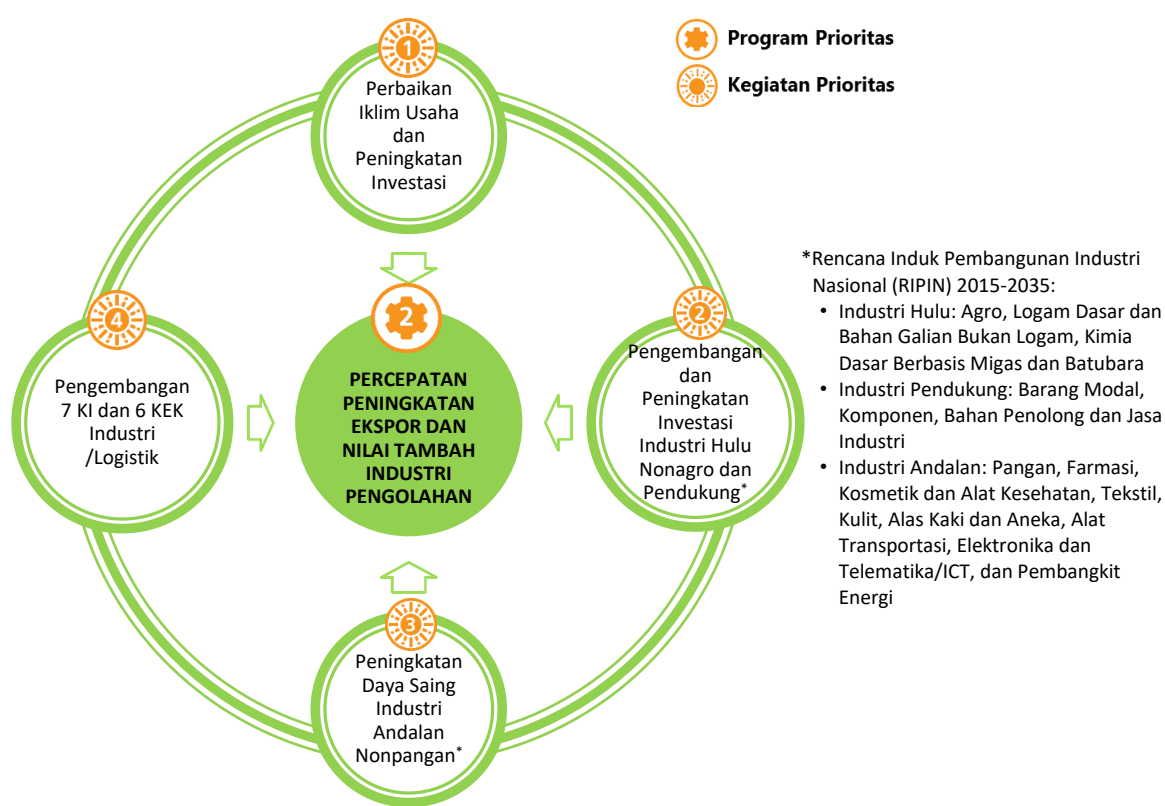 Program Prioritas
Kegiatan Prioritas
1
Perbaikan
Iklim Usaha
dan
Peningkatan
Investasi
4
Pengembangan
7 KI dan 6 KEK
Industri
/Logistik
2
PERCEPATAN
PENINGKATAN
EKSPOR DAN
NILAI TAMBAH
INDUSTRI
PENGOLAHAN
2
Pengembangan
dan
Peningkatan
Investasi
Industri Hulu
Nonagro dan
Pendukung*
3
Peningkatan
Daya Saing
Industri
Andalan
Nonpangan*
*Rencana Induk Pembangunan Industri
Nasional (RIPIN) 2015-2035:
• Industri Hulu: Agro, Logam Dasar dan
Bahan Galian Bukan Logam, Kimia
Dasar Berbasis Migas dan Batubara
• Industri Pendukung: Barang Modal,
Komponen, Bahan Penolong dan Jasa
Industri
• Industri Andalan: Pangan, Farmasi,
Kosmetik dan Alat Kesehatan, Tekstil,
Kulit, Alas Kaki dan Aneka, Alat
Transportasi, Elektronika dan
Telematika/ICT, dan Pembangkit
Energi